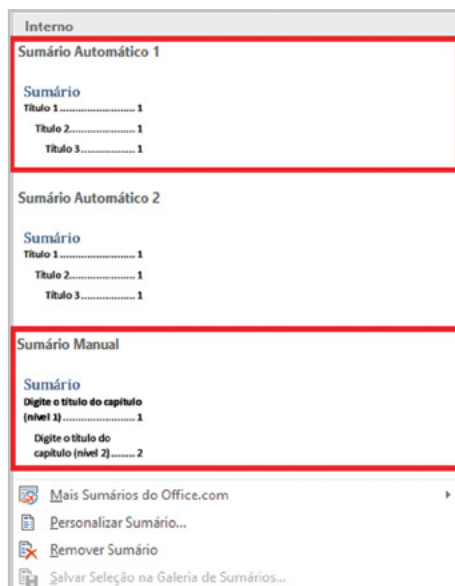 Interno
Sumário Automático 1
Sumário
Título 1.......................... 1
Título 2....................... 1
Título 3................... 1
Sumário Automático 2
Sumário
Título 1.......................... 1
Título 2....................... 1
Título 3................... 1
Sumário Manual
Sumário
Digite o título do capítulo
(nível 1)......................... 1
Digite o título do
capítulo (nível 2)........ 2
Mais Sumários do Office.com
Personalizar Sumário...
Remover Sumário
Salvar Seleção na Galeria de Sumários...